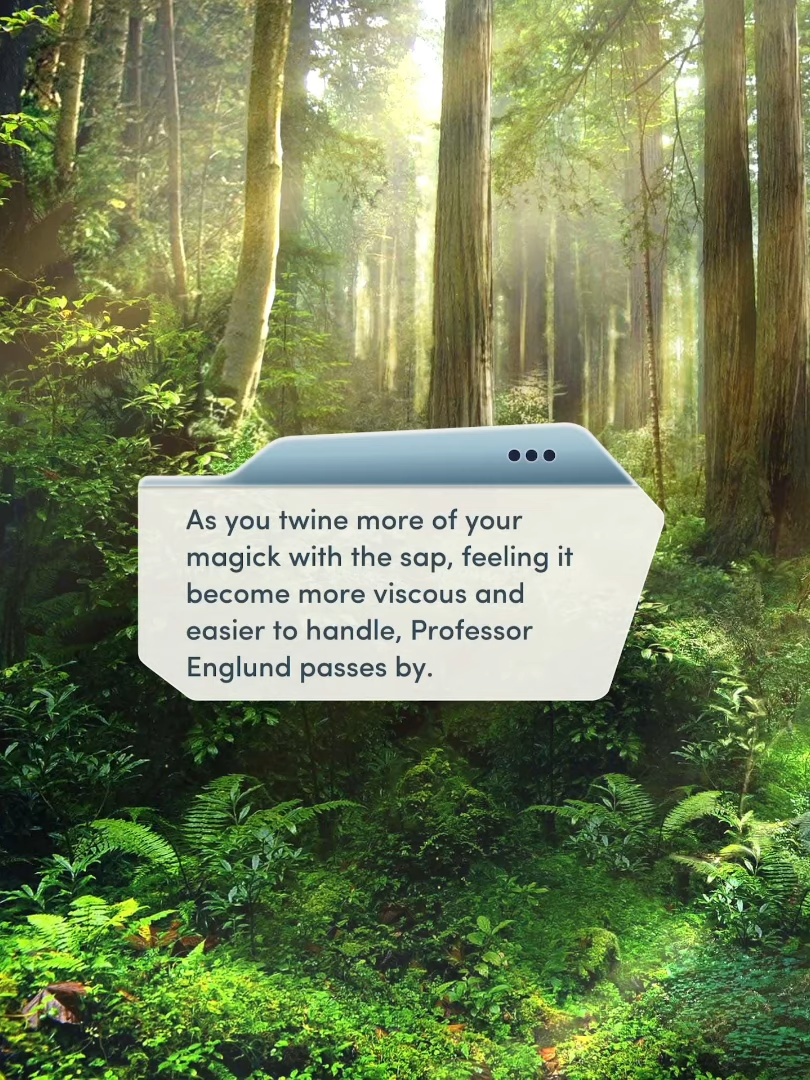 As you twine more of your
magick with the sap, feeling it
become more viscous and
easier to handle, Professor
Englund passes by.